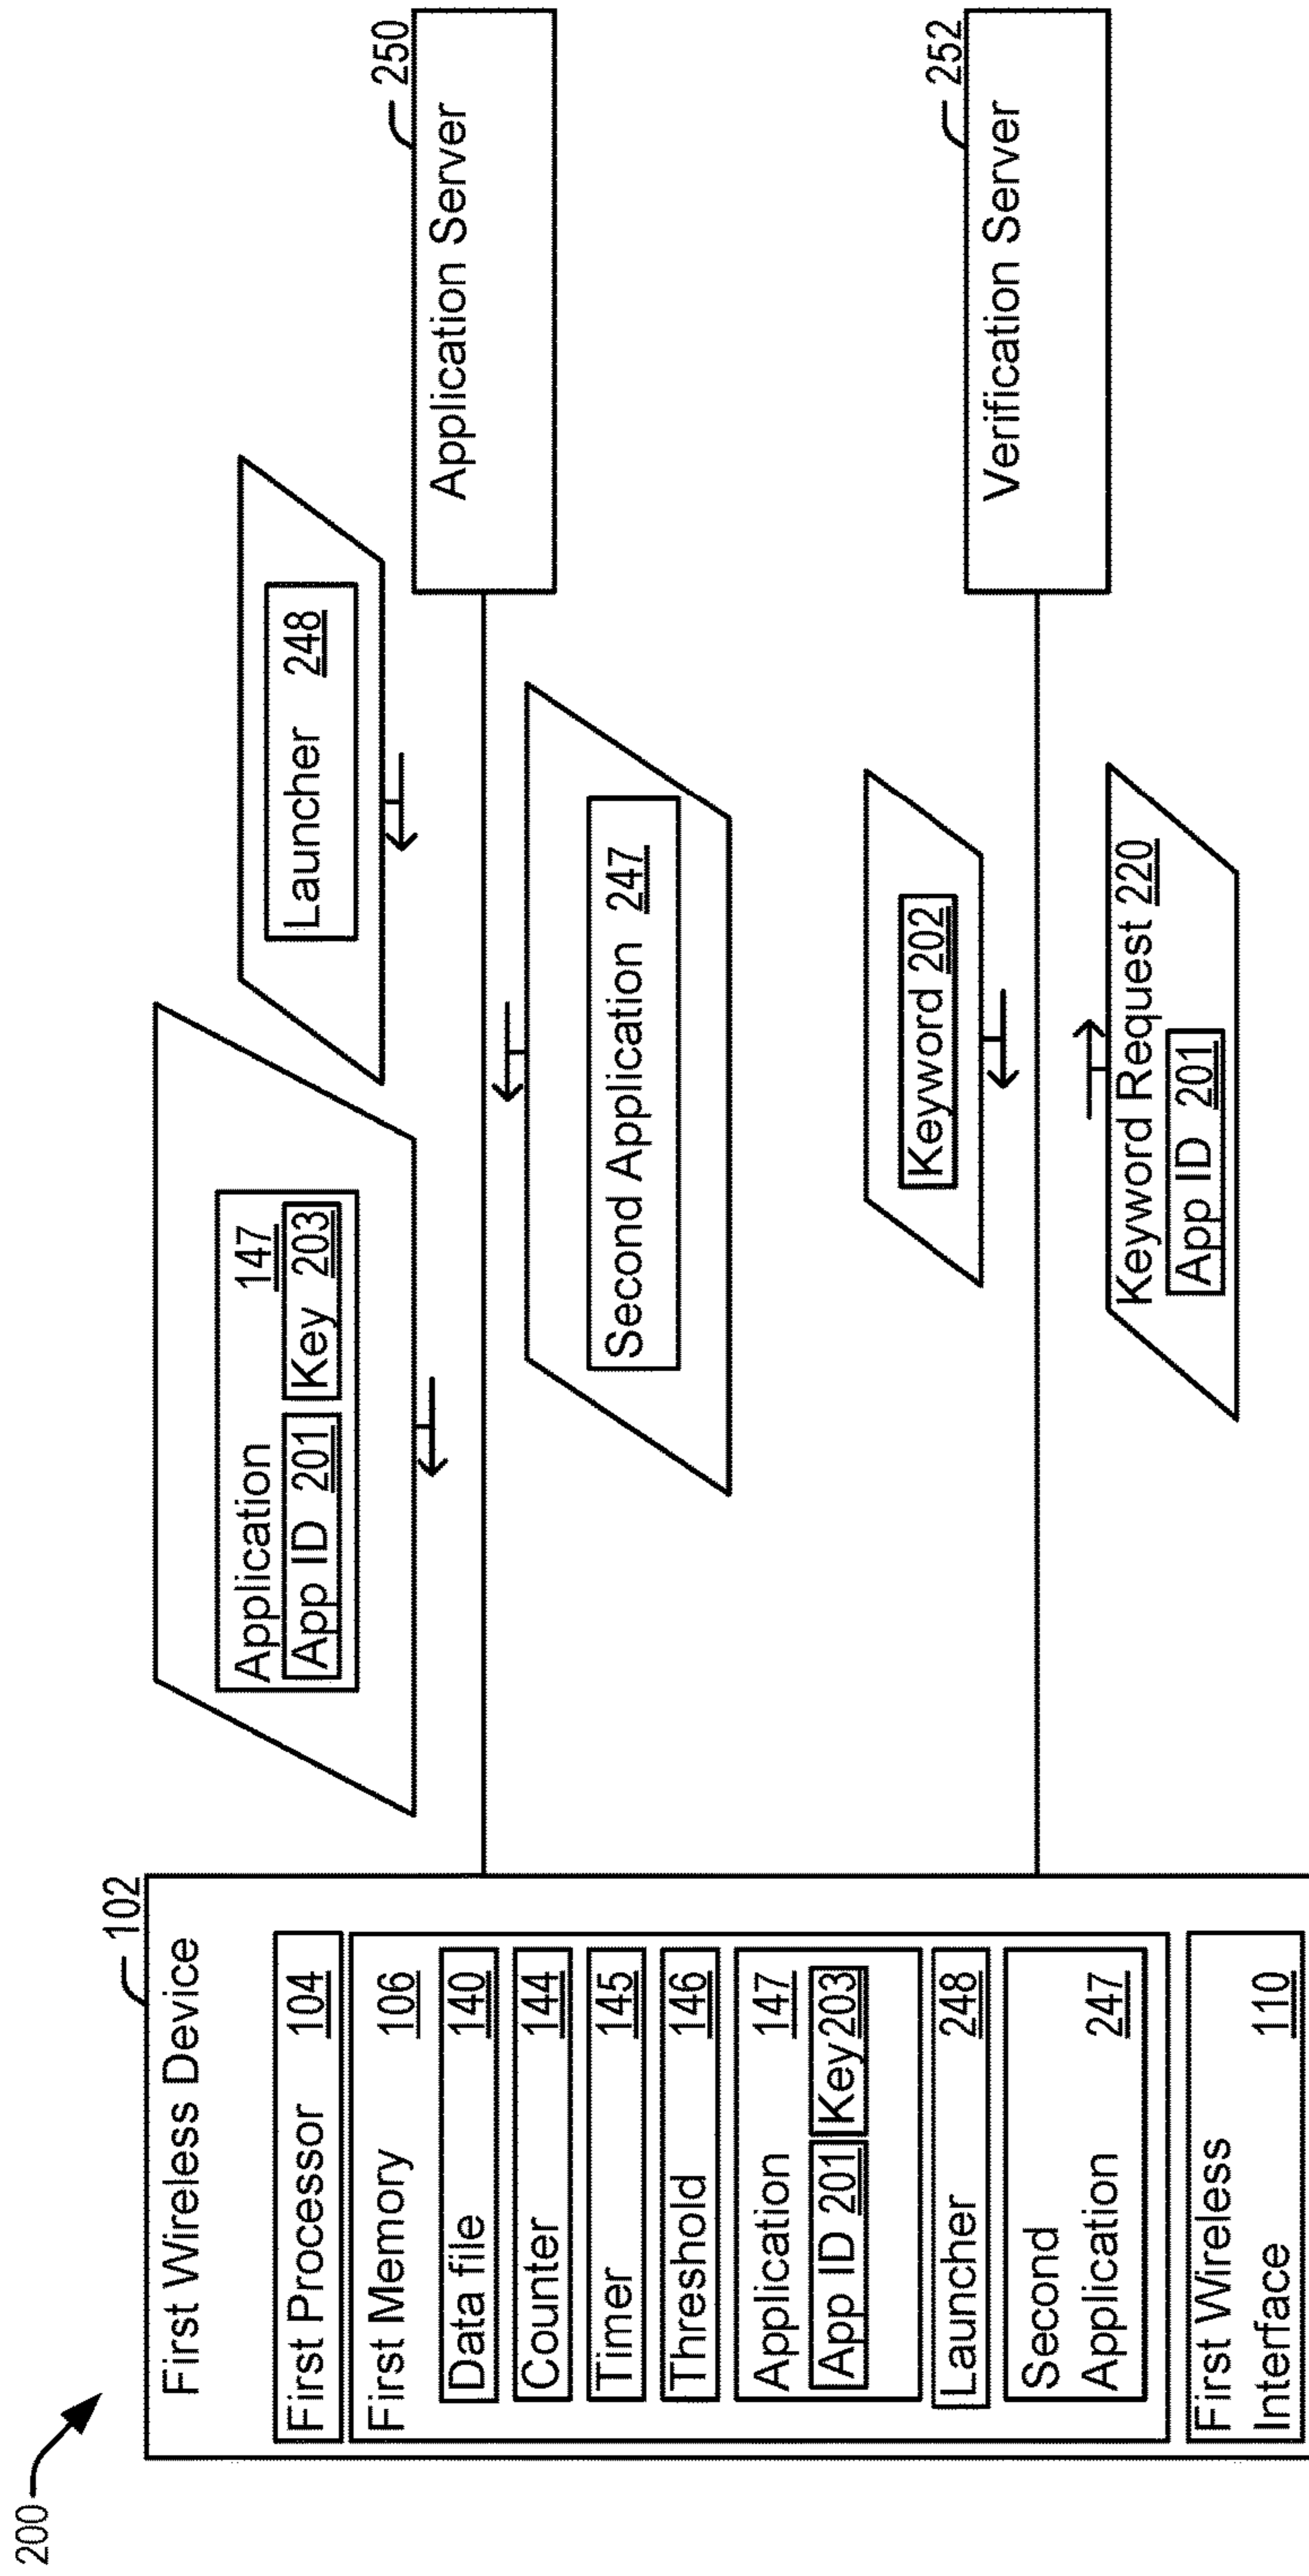 200
102
First Wireless Device
First Processor 104
First Memory 106
Data file 140
Counter 144
Timer 145
Threshold 146
Application 147
App ID 201 Key 203
Launcher 248
Second
Application 247
First Wireless
Interface 110
Application 147
App ID 201 Key 203
Launcher 248
Second Application 247
Keyword 202
Keyword Request 220
App ID 201
250
Application Server
252
Verification Server